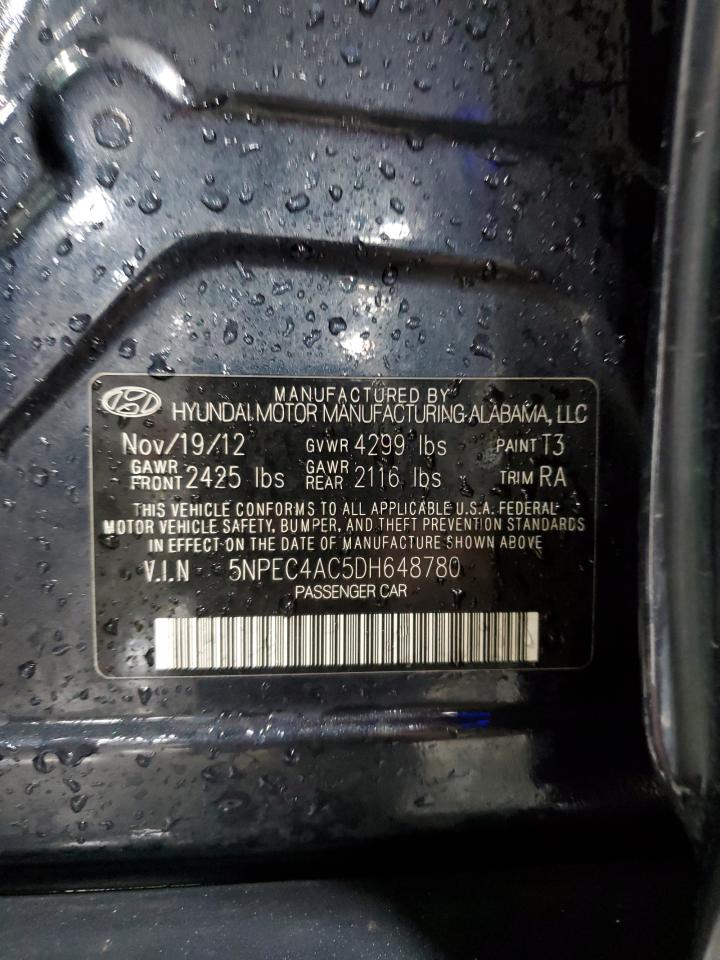 MANUFACTURED BY
HYUNDAI MOTOR MANUFACTURING ALABAMA, LLC
Nov/19/12 GVWR 4299 lbs PAINT T3
GAWR FRONT 2425 lbs GAWR REAR 2116 lbs TRIM RA
THIS VEHICLE CONFORMS TO ALL APPLICABLE U.S.A. FEDERAL
MOTOR VEHICLE SAFETY, BUMPER, AND THEFT PREVENTION STANDARDS
IN EFFECT ON THE DATE OF MANUFACTURE SHOWN ABOVE
V.I.N 5NPEC4AC5DH648780
PASSENGER CAR